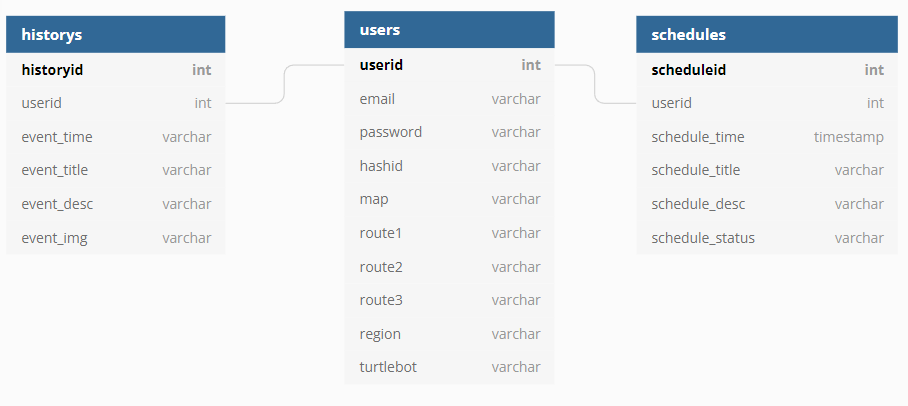 historys
historyid int
userid int
event_time varchar
event_title varchar
event_desc varchar
event_img varchar
users
userid int
email varchar
password varchar
hashid varchar
map varchar
route1 varchar
route2 varchar
route3 varchar
region varchar
turtlebot varchar
schedules
scheduleid int
userid int
schedule_time timestamp
schedule_title varchar
schedule_desc varchar
schedule_status varchar